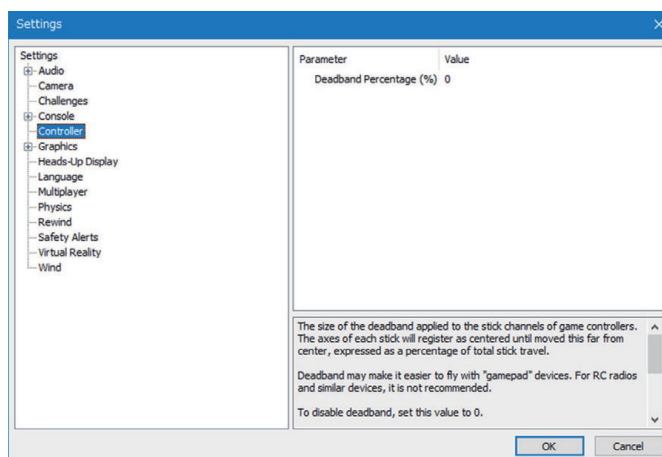 Settings
Settings
Audio
Camera
Challenges
Console
Controller
Graphics
Heads-Up Display
Language
Multiplayer
Physics
Rewind
Safety Alerts
Virtual Reality
Wind
Parameter Value
Deadband Percentage (%) 0
The size of the deadband applied to the stick channels of game controllers.
The axes of each stick will register as centered until moved this far from
center, expressed as a percentage of total stick travel.
Deadband may make it easier to fly with "gamepad" devices. For RC radios
and similar devices, it is not recommended.
To disable deadband, set this value to 0.
OK Cancel